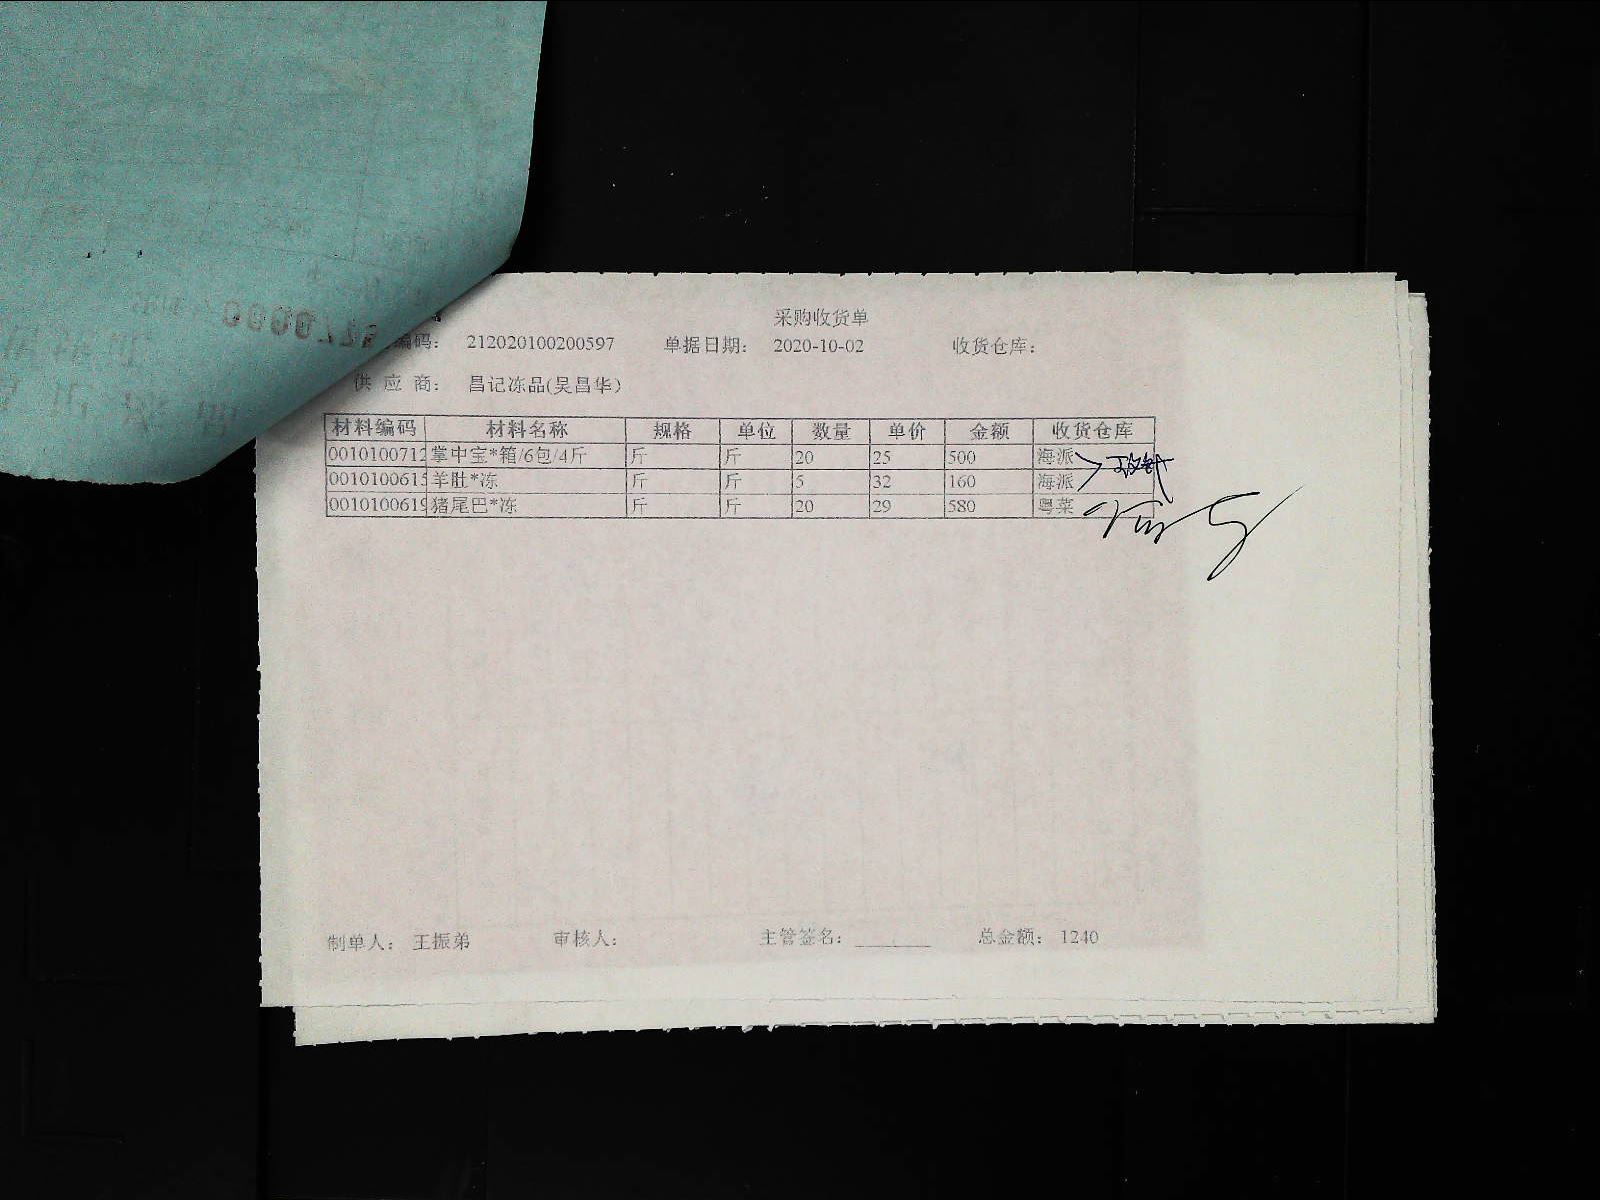 采购收货单
编码: 212020100200597 单据日期: 2020-10-02 收货仓库:
供 应 商: 昌记冻品(吴昌华)
材料编码 材料名称 规格 单位 数量 单价 金额 收货仓库
0010100712 掌中宝*箱/6包/4斤 斤 斤 20 25 500 海派
0010100615 羊肚*冻 斤 斤 5 32 160 海派
0010100619 猪尾巴*冻 斤 斤 20 29 580 粤菜
制单人: 王振弟 审核人: 主管签名: ________ 总金额: 1240